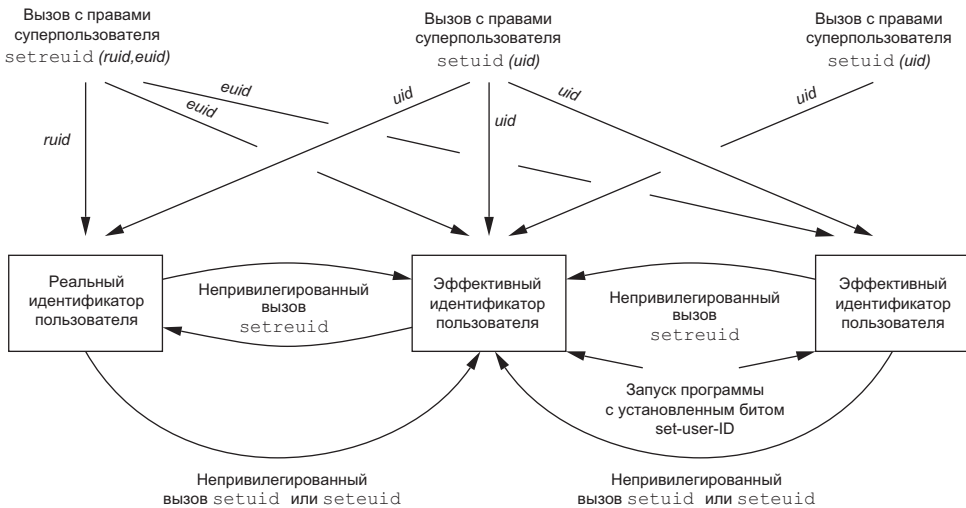 Вызов с правами
суперпользователя
setreuid (ruid,euid)
Вызов с правами
суперпользователя
setuid (uid)
Вызов с правами
суперпользователя
setuid (uid)
ruid
euid
euid
uid
uid
uid
uid
Реальный
идентификатор
пользователя
Непривилегированный
вызов
setreuid
Эффективный
идентификатор
пользователя
Непривилегированный
вызов
setreuid
Эффективный
идентификатор
пользователя
Запуск программы
с установленным битом
set-user-ID
Непривилегированный
вызов setuid или seteuid
Непривилегированный
вызов setuid или seteuid